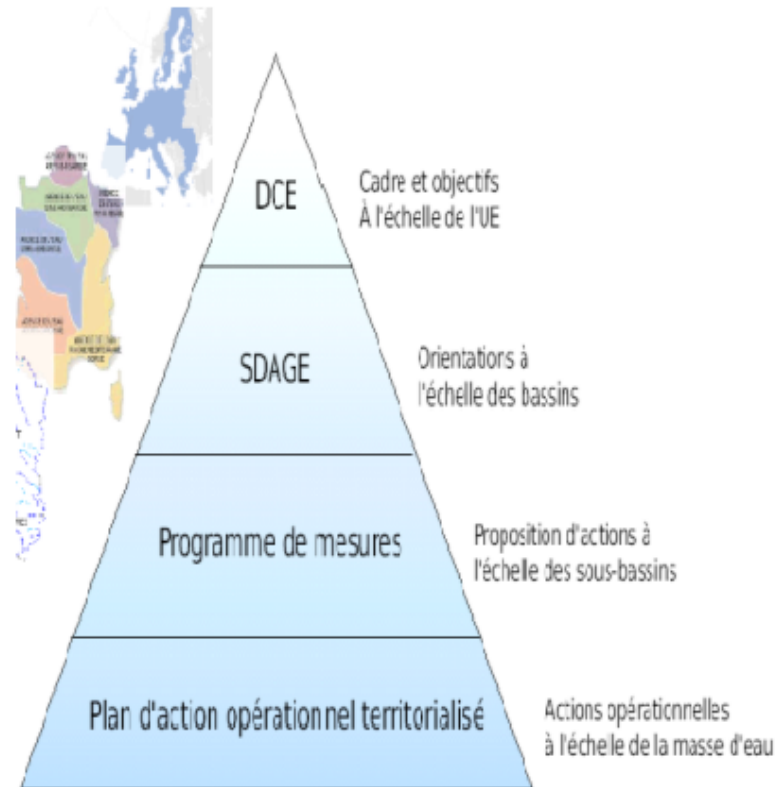 DCE
Cadre et objectifs
À l'échelle de l'UE
SDAGE
Orientations à
l'échelle des bassins
Programme de mesures
Proposition d'actions à
l'échelle des sous-bassins
Plan d'action opérationnel territorialisé
Actions opérationnelles
à l'échelle de la masse d'eau